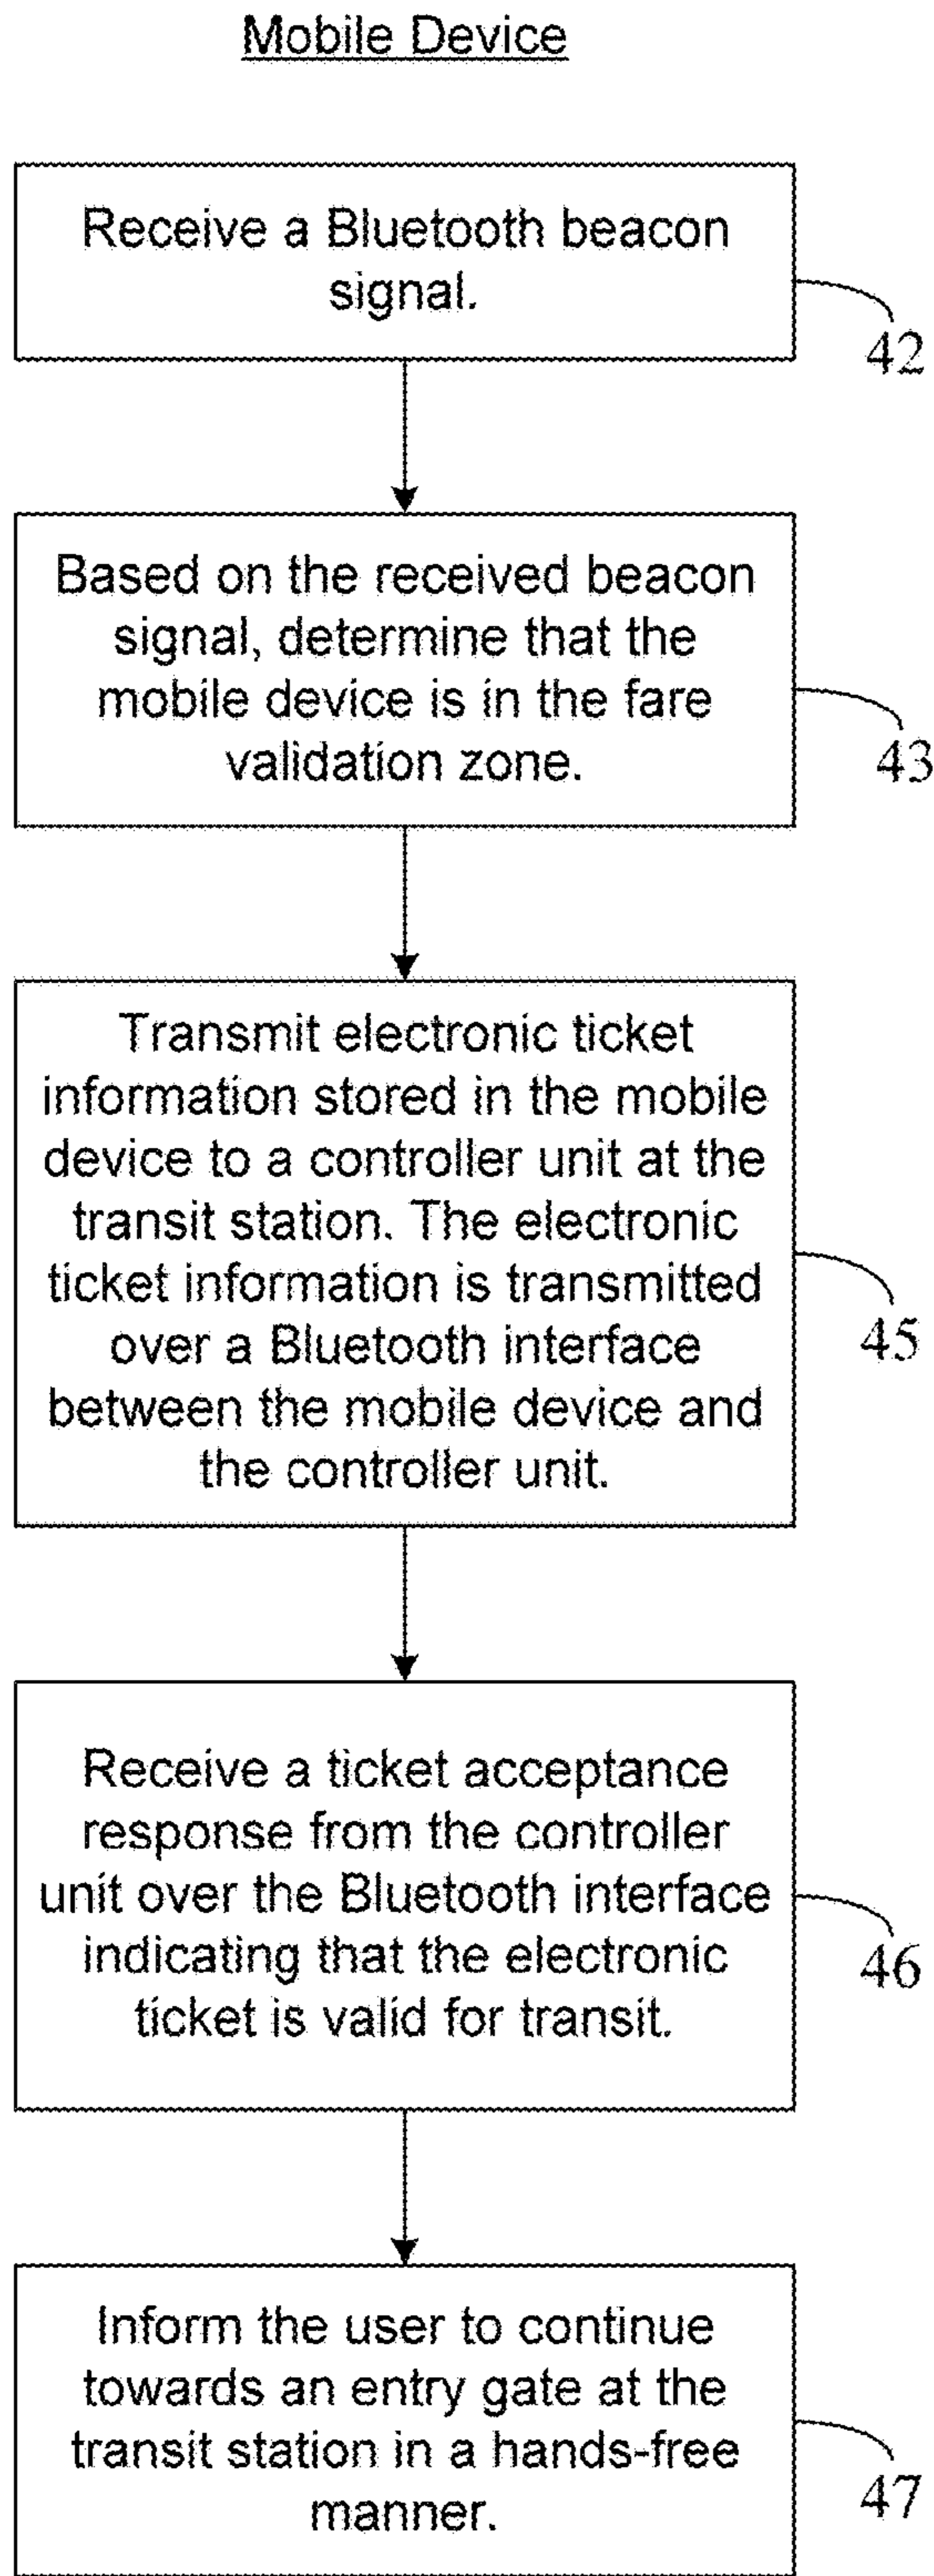 Mobile Device
Receive a Bluetooth beacon
signal.
42
Based on the received beacon
signal, determine that the
mobile device is in the fare
validation zone.
43
Transmit electronic ticket
information stored in the mobile
device to a controller unit at the
transit station. The electronic
ticket information is transmitted
over a Bluetooth interface
between the mobile device and
the controller unit.
45
Receive a ticket acceptance
response from the controller
unit over the Bluetooth interface
indicating that the electronic
ticket is valid for transit.
46
Inform the user to continue
towards an entry gate at the
transit station in a hands-free
manner.
47